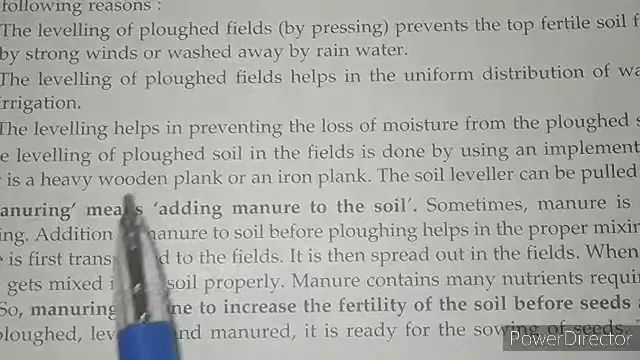 following reasons :
The levelling of ploughed fields (by pressing) prevents the top fertile soil f
by strong winds or washed away by rain water.
The levelling of ploughed fields helps in the uniform distribution of wa
irrigation.
The levelling helps in preventing the loss of moisture from the ploughed s
e levelling of ploughed soil in the fields is done by using an implement
is a heavy wooden plank or an iron plank. The soil leveller can be pulled
anuring' means 'adding manure to the soil'. Sometimes, manure is
ing. Addition manure to soil before ploughing helps in the proper mixin
e is first trans d to the fields. It is then spread out in the fields. When
gets mixed i soil properly. Manure contains many nutrients requir
So, manuring ne to increase the fertility of the soil before seeds
ploughed, lev nd manured, it is ready for the sowing of seeds.
PowerDirector